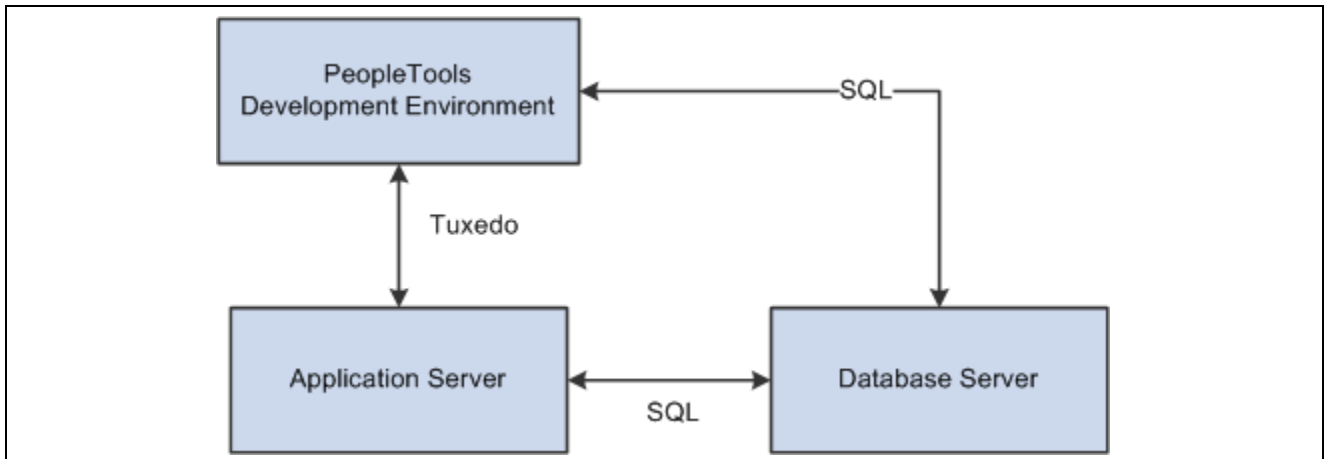 PeopleTools
Development Environment
SQL
Tuxedo
Application Server
Database Server
SQL